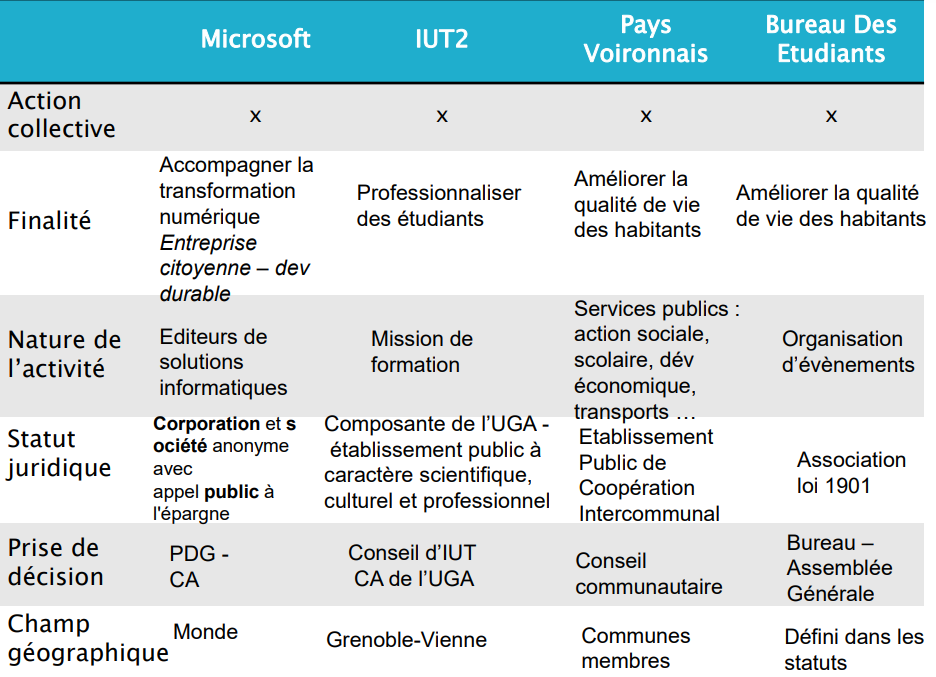 Microsoft
IUT2
Pays
Voironnais
Bureau Des
Etudiants
Action
collective
x
x
x
x
Finalité
Accompagner la
transformation
numérique
Entreprise
citoyenne – dev
durable
Professionnaliser
des étudiants
Améliorer la
qualité de vie
des habitants
Améliorer la qualité
de vie des habitants
Nature de
l’activité
Editeurs de
solutions
informatiques
Mission de
formation
Services publics :
action sociale,
scolaire, dév
économique,
transports …
Organisation
d’évènements
Statut
juridique
Corporation et s
ociété anonyme
avec
appel public à
l'épargne
Composante de l’UGA -
établissement public à
caractère scientifique,
culturel et professionnel
Etablissement
Public de
Coopération
Intercommunal
Association
loi 1901
Prise de
décision
PDG -
CA
Conseil d’IUT
CA de l’UGA
Conseil
communautaire
Bureau –
Assemblée
Générale
Champ
géographique
Monde
Grenoble-Vienne
Communes
membres
Défini dans les
statuts